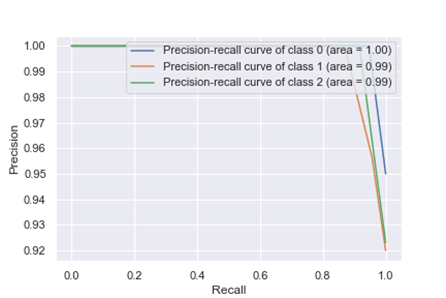 1.00
0.99
0.98
0.97
0.96
0.95
0.94
0.93
0.92
Precision
Precision-recall curve of class 0 (area = 1.00)
Precision-recall curve of class 1 (area = 0.99)
Precision-recall curve of class 2 (area = 0.99)
0.0 0.2 0.4 0.6 0.8 1.0
Recall